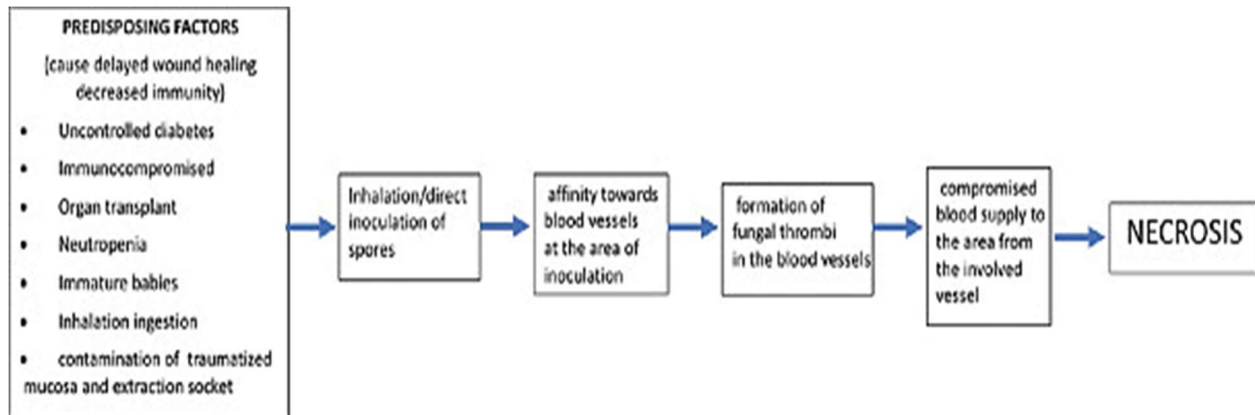 PREDISPOSING FACTORS
(cause delayed wound healing
decreased immunity)
• Uncontrolled diabetes
• Immunocompromised
• Organ transplant
• Neutropenia
• Immature babies
• Inhalation ingestion
• contamination of traumatized
mucosa and extraction socket
Inhalation/direct
inoculation of
spores
affinity towards
blood vessels
at the area of
inoculation
formation of
fungal thrombi
in the blood vessels
compromised
blood supply to
the area from
the involved
vessel
NECROSIS